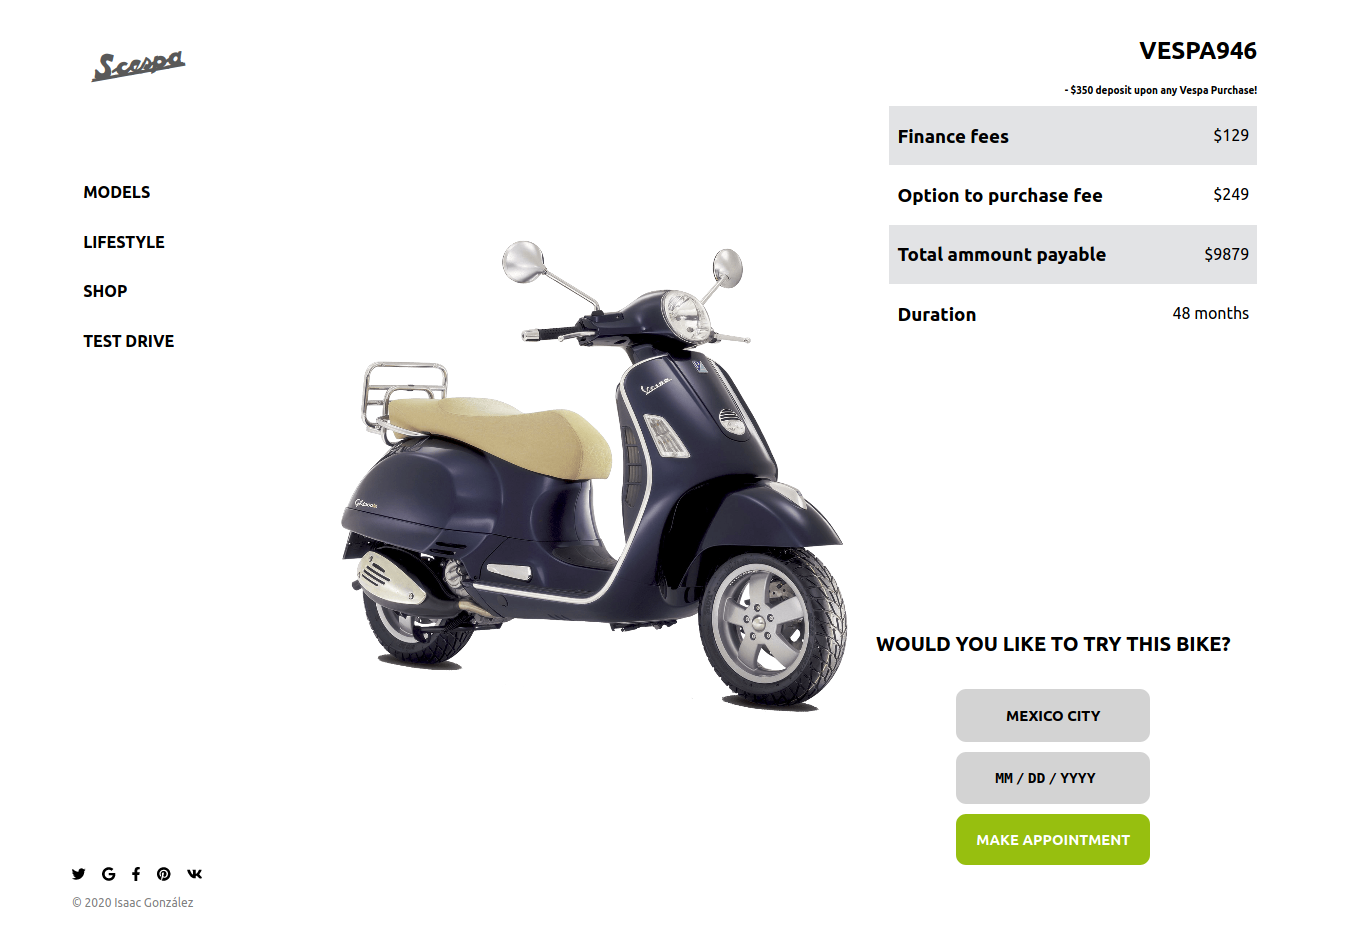 Scespa
VESPA946
- $350 deposit upon any Vespa Purchase!
Finance fees $129
Option to purchase fee $249
Total ammount payable $9879
Duration 48 months
MODELS
LIFESTYLE
SHOP
TEST DRIVE
Vespa
WOULD YOU LIKE TO TRY THIS BIKE?
MEXICO CITY
MM / DD / YYYY
MAKE APPOINTMENT
© 2020 Isaac González